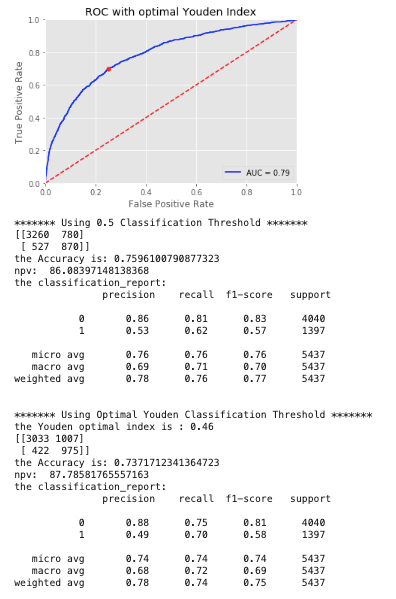 ROC with optimal Youden Index
1.0
0.8
0.6
0.4
0.2
0.0
True Positive Rate
AUC = 0.79
0.0 0.2 0.4 0.6 0.8 1.0
False Positive Rate
******* Using 0.5 Classification Threshold *******
[[3260 780]
[ 527 870]]
the Accuracy is: 0.7596100790877323
npv: 86.08397148138368
the classification_report:
precision recall f1-score support
0 0.86 0.81 0.83 4040
1 0.53 0.62 0.57 1397
micro avg 0.76 0.76 0.76 5437
macro avg 0.69 0.71 0.70 5437
weighted avg 0.78 0.76 0.77 5437
******* Using Optimal Youden Classification Threshold *******
the Youden optimal index is : 0.46
[[3033 1007]
[ 422 975]]
the Accuracy is: 0.7371712341364723
npv: 87.78581765557163
the classification_report:
precision recall f1-score support
0 0.88 0.75 0.81 4040
1 0.49 0.70 0.58 1397
micro avg 0.74 0.74 0.74 5437
macro avg 0.68 0.72 0.69 5437
weighted avg 0.78 0.74 0.75 5437